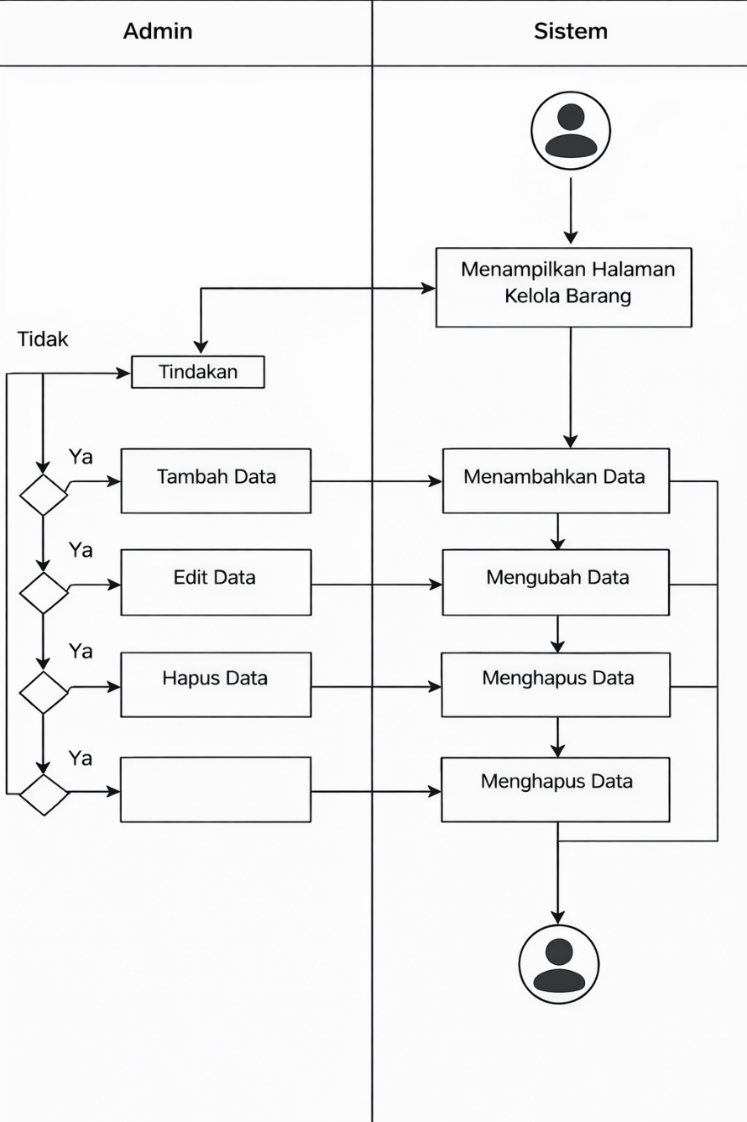 Admin
Sistem
Menampilkan Halaman
Kelola Barang
Tidak
Tindakan
Ya
Tambah Data
Menambahkan Data
Ya
Edit Data
Mengubah Data
Ya
Hapus Data
Menghapus Data
Ya
Menghapus Data